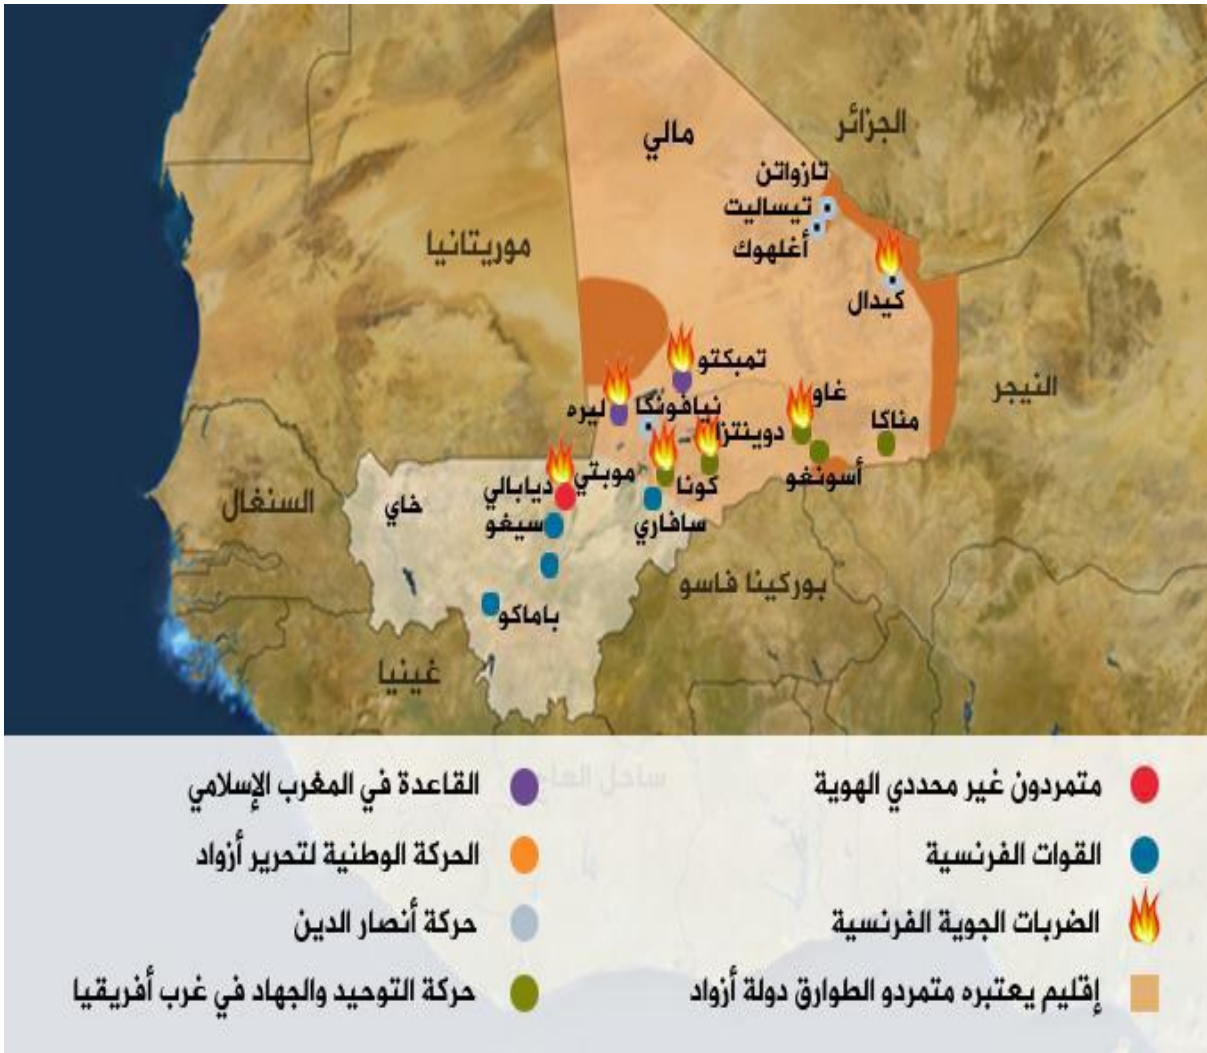 مالي
الجزائر
تازواتن
تيساليت
أغلهوك
موريتانيا
كيدال
تمبكتو
النيجر
غاو
نيافونكا
ليره
مناكا
دوينتزا
أسونغو
كونا
موبتي
ديابالي
السنغال
خاي
سافاري
سيغو
بوركينا فاسو
باماكو
غينيا
ساحل العاج
متمردون غير محددي الهوية
القوات الفرنسية
الضربات الجوية الفرنسية
إقليم يعتبره متمردو الطوارق دولة أزواد
القاعدة في المغرب الإسلامي
الحركة الوطنية لتحرير أزواد
حركة أنصار الدين
حركة التوحيد والجهاد في غرب أفريقيا